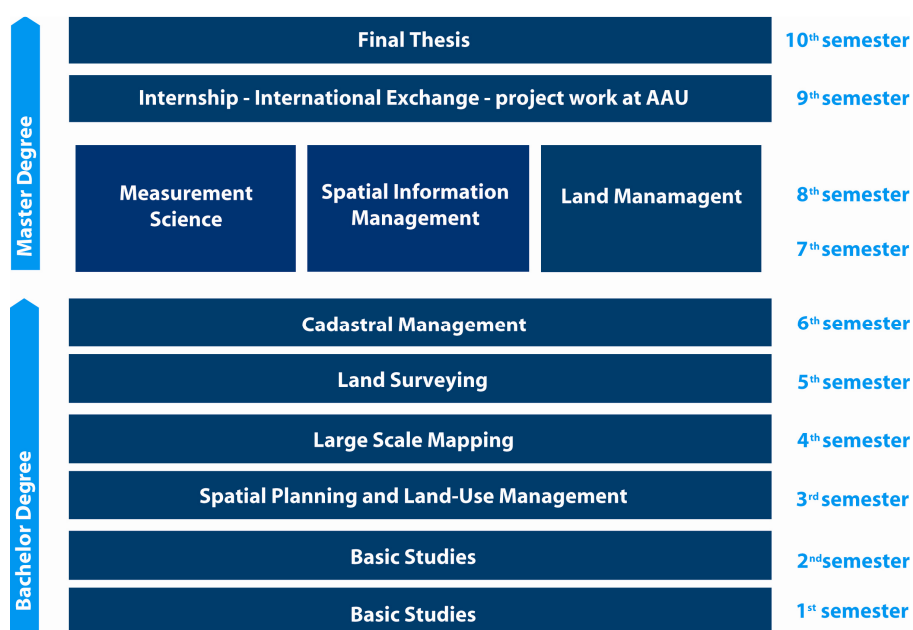 Master Degree
Final Thesis
10th semester
Internship - International Exchange - project work at AAU
9th semester
Measurement
Science
Spatial Information
Management
Land Manamagent
8th semester
7th semester
Bachelor Degree
Cadastral Management
6th semester
Land Surveying
5th semester
Large Scale Mapping
4th semester
Spatial Planning and Land-Use Management
3rd semester
Basic Studies
2nd semester
Basic Studies
1st semester